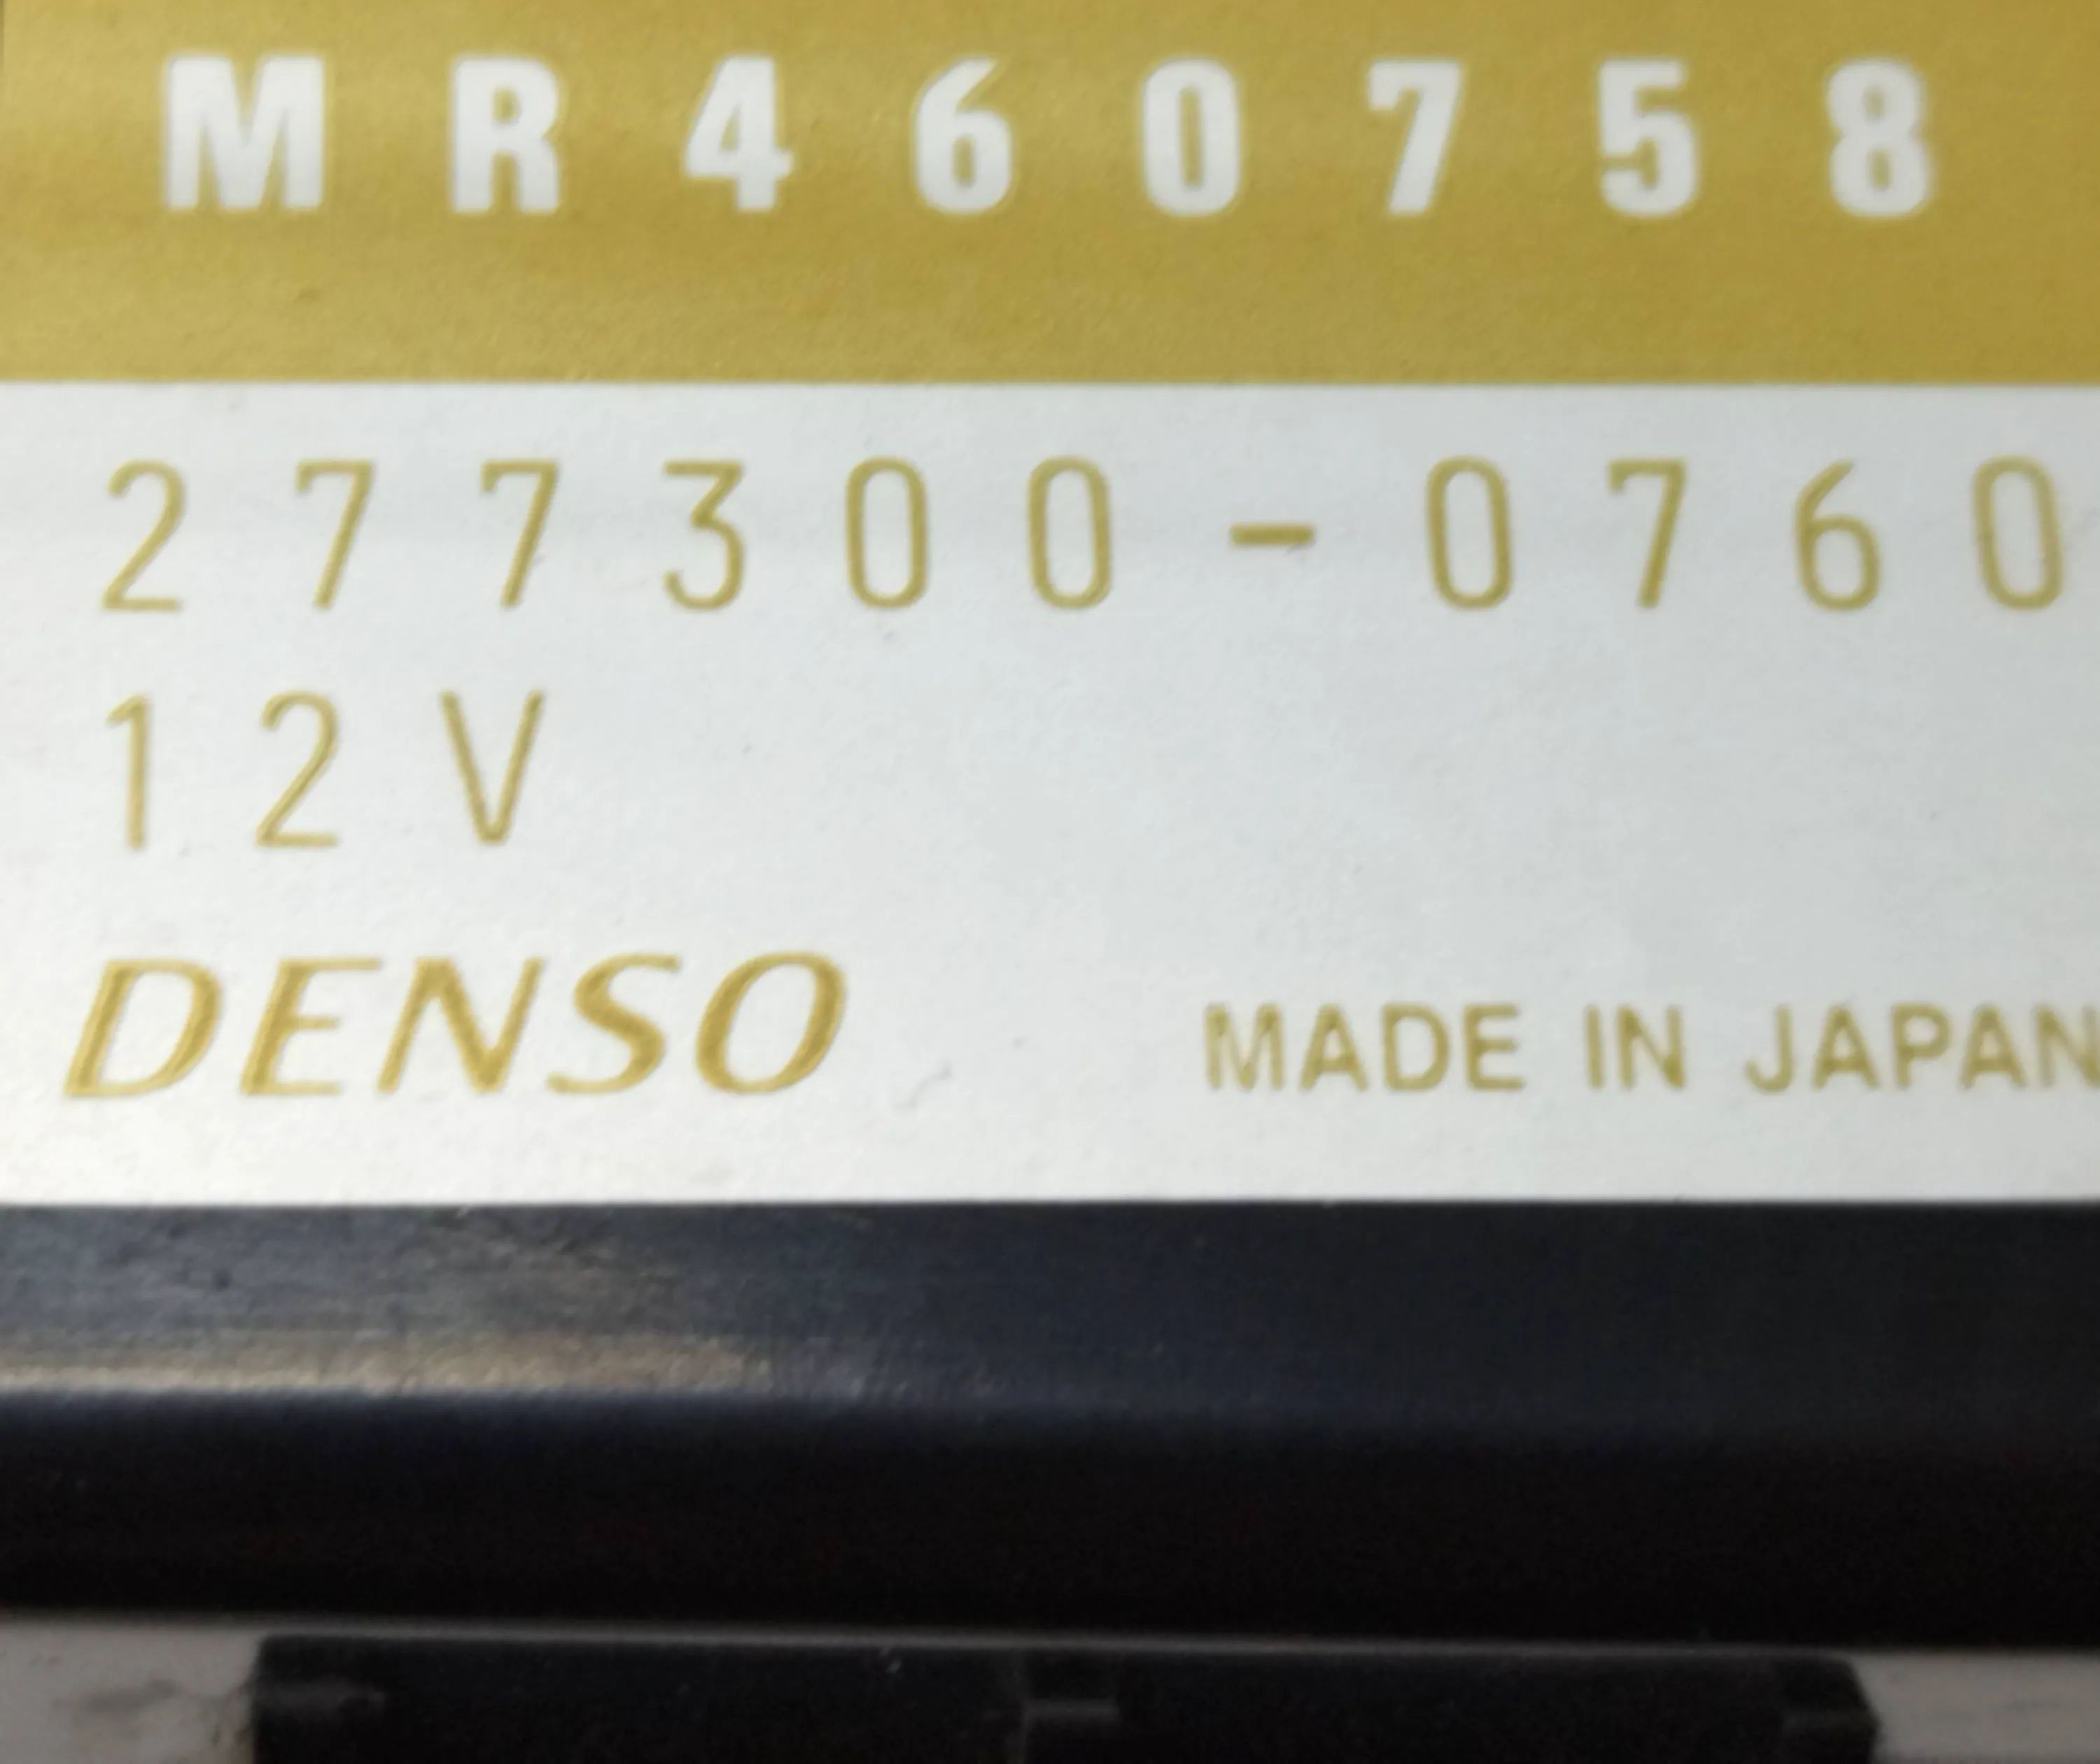 MR460758
277300-0760
12V
DENSO MADE IN JAPAN